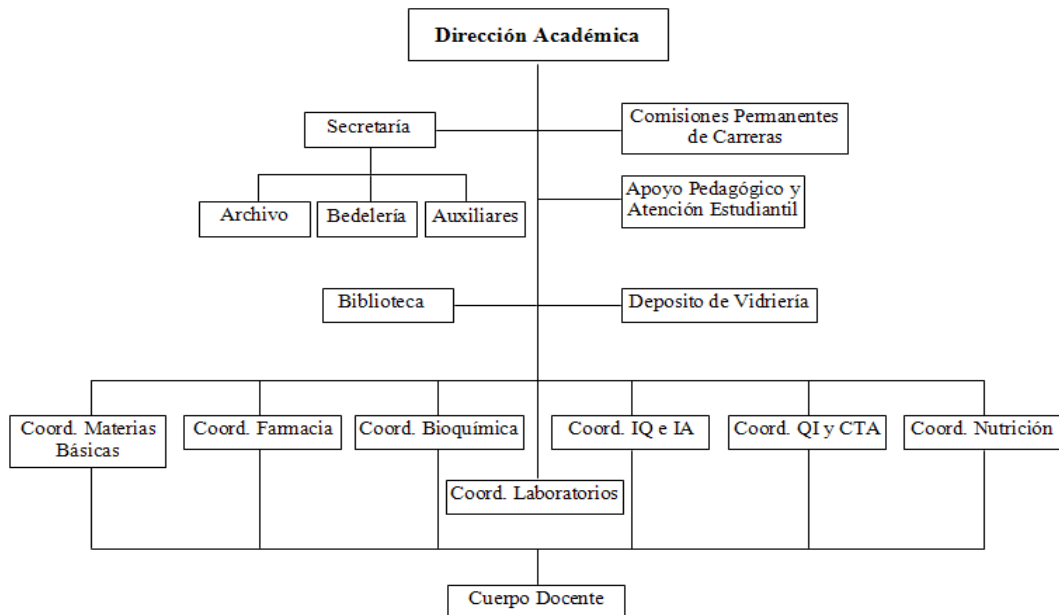 Dirección Académica
Secretaría
Comisiones Permanentes
de Carreras
Archivo
Bedelería
Auxiliares
Apoyo Pedagógico y
Atención Estudiantil
Biblioteca
Deposito de Vidriería
Coord. Materias
Básicas
Coord. Farmacia
Coord. Bioquímica
Coord. IQ e IA
Coord. QI y CTA
Coord. Nutrición
Coord. Laboratorios
Cuerpo Docente